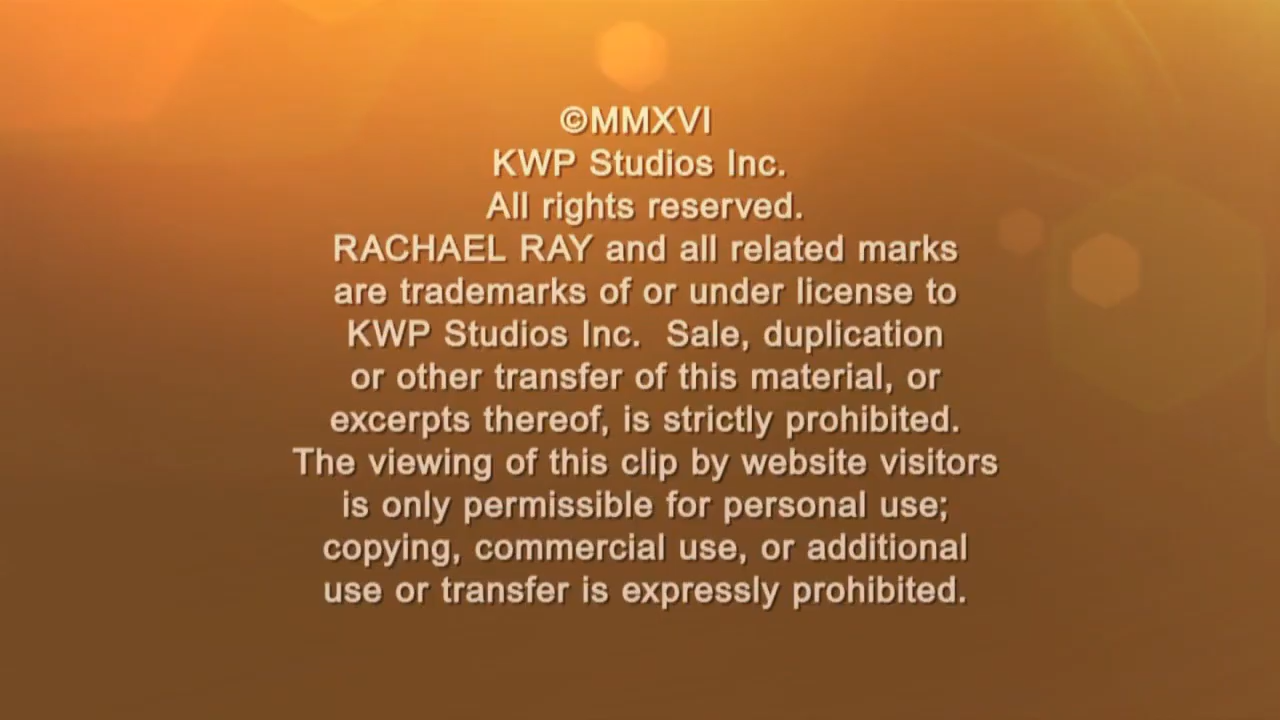 ©MMXVI
KWP Studios Inc.
All rights reserved.
RACHAEL RAY and all related marks
are trademarks of or under license to
KWP Studios Inc.  Sale, duplication
or other transfer of this material, or
excerpts thereof, is strictly prohibited.
The viewing of this clip by website visitors
is only permissible for personal use;
copying, commercial use, or additional
use or transfer is expressly prohibited.